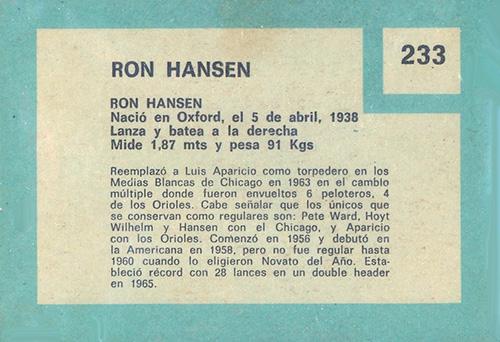 233
RON HANSEN
RON HANSEN
Nació en Oxford, el 5 de abril, 1938
Lanza y batea a la derecha
Mide 1,87 mts y pesa 91 Kgs
Reemplazó a Luis Aparicio como torpedero en los
Medias Blancas de Chicago en 1963 en el cambio
múltiple donde fueron envueltos 6 peloteros, 4
de los Orioles. Cabe señalar que los únicos que
se conservan como regulares son: Pete Ward, Hoyt
Wilhelm y Hansen con el Chicago, y Aparicio
con los Orioles. Comenzó en 1956 y debutó en
la Americana en 1958, pero no fue regular hasta
1960 cuando lo eligieron Novato del Año. Esta-
bleció récord con 28 lances en un double header
en 1965.